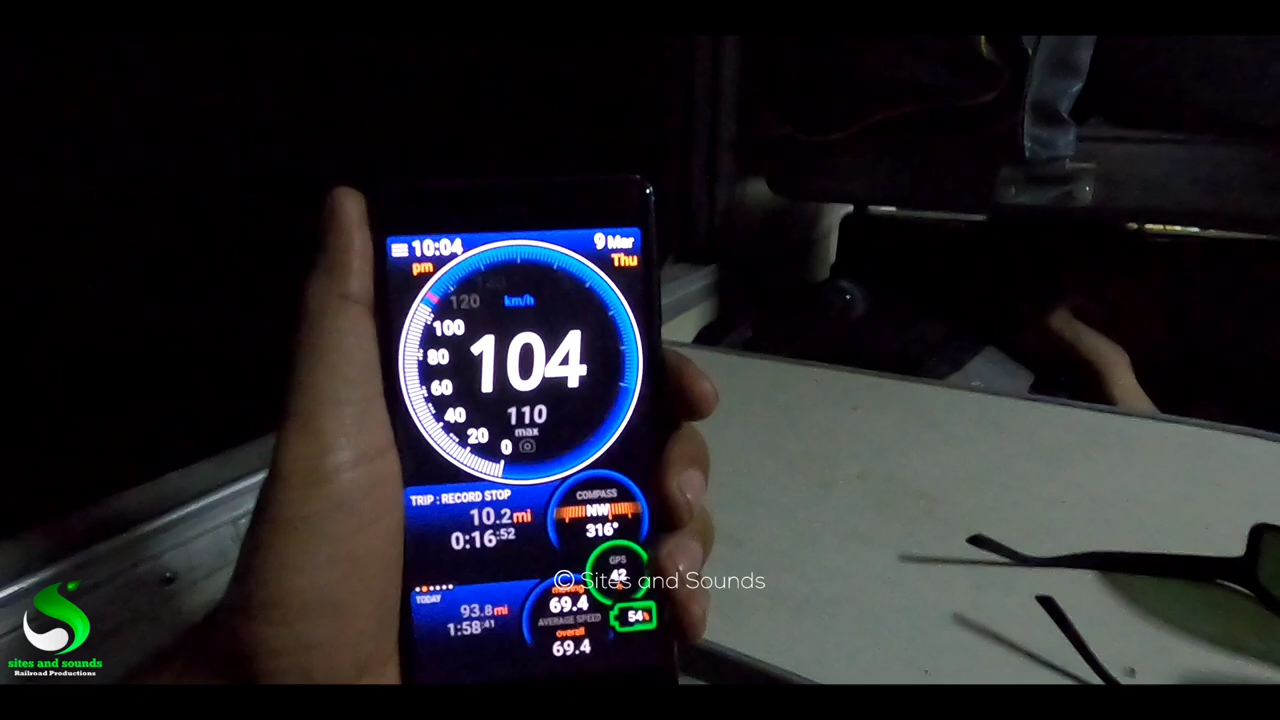 10:04
pm
9 Mar
Thu
120
km/h
100
80
60
40
20
0
104
110
max
TRIP : RECORD STOP
10.2mi
0:16:52
COMPASS
NW
316°
GPS
42
TODAY
93.8mi
1:58:41
moving
69.4
AVERAGE SPEED
overall
69.4
54%
© Sites and Sounds
sites and sounds
Railroad Productions